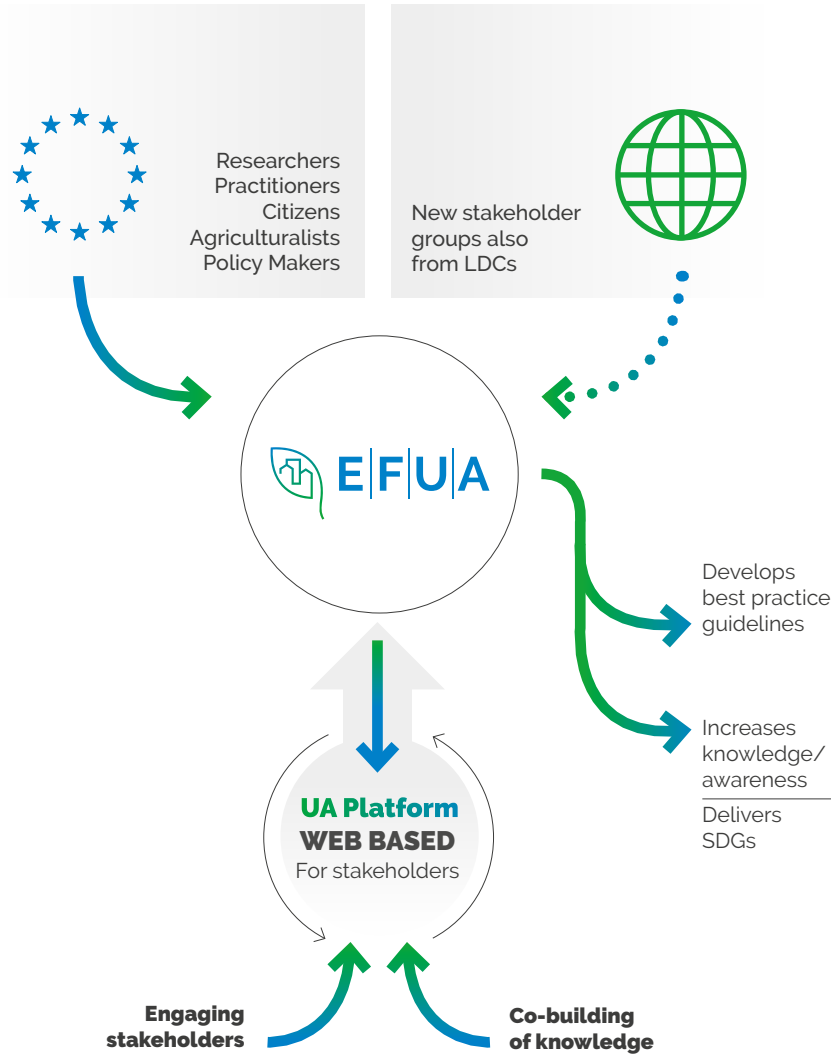 Researchers
Practitioners
Citizens
Agriculturalists
Policy Makers
New stakeholder
groups also
from LDCs
E|F|U|A
Develops
best practice
guidelines
Increases
knowledge/
awareness
Delivers
SDGs
UA Platform
WEB BASED
For stakeholders
Engaging
stakeholders
Co-building
of knowledge